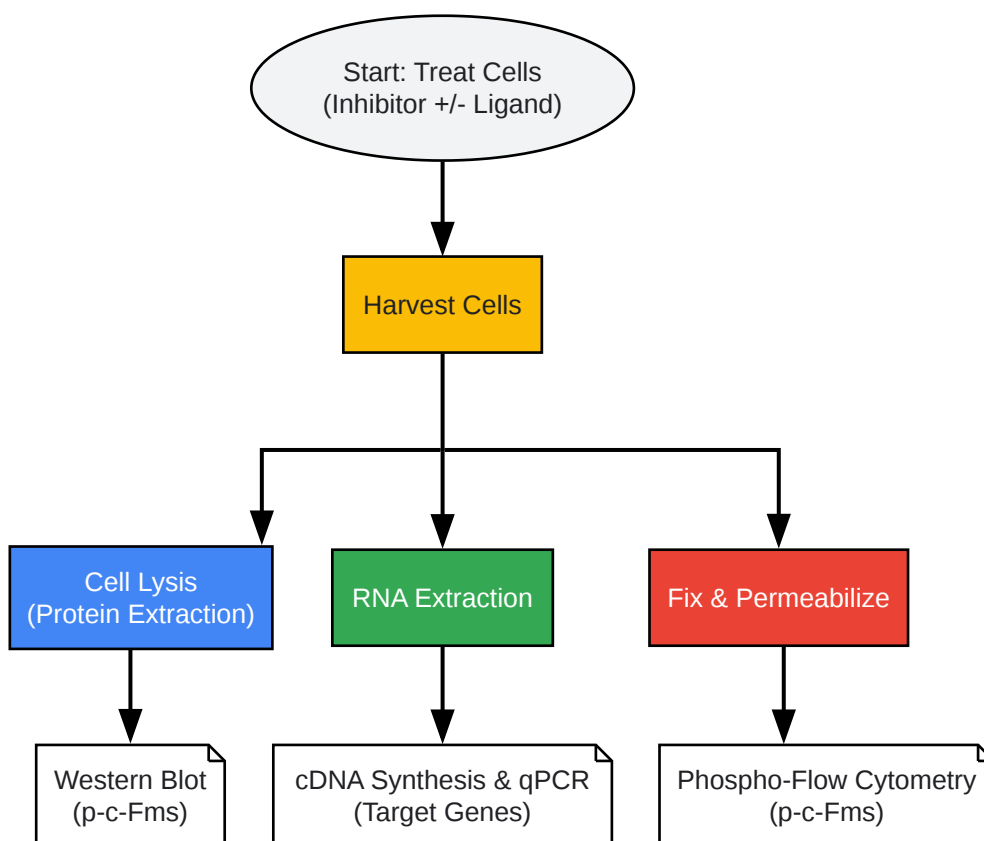 Start: Treat Cells
(Inhibitor +/- Ligand)
Harvest Cells
Cell Lysis
(Protein Extraction)
RNA Extraction
Fix & Permeabilize
Western Blot
(p-c-Fms)
cDNA Synthesis & qPCR
(Target Genes)
Phospho-Flow Cytometry
(p-c-Fms)